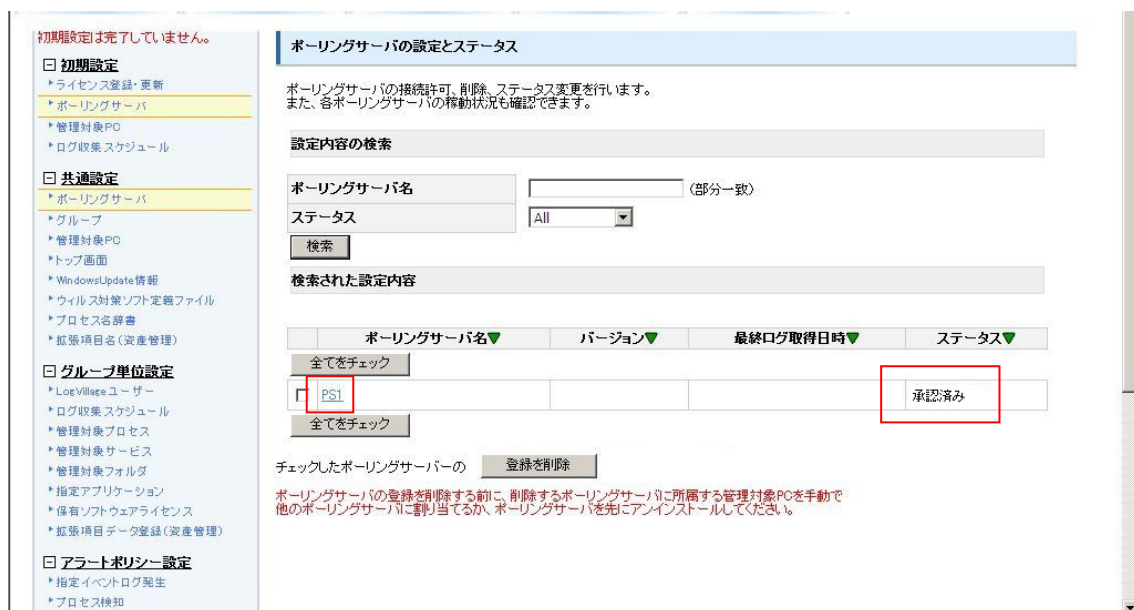 初期設定は完了していません。
初期設定
ライセンス登録・更新
ポーリングサーバ
管理対象PC
ログ収集スケジュール
共通設定
ポーリングサーバ
グループ
管理対象PC
トップ画面
WindowsUpdate情報
ウィルス対策ソフト定義ファイル
プロセス名辞書
拡張項目名(資産管理)
グループ単位設定
LogVillageユーザー
ログ収集スケジュール
管理対象プロセス
管理対象サービス
管理対象フォルダ
指定アプリケーション
保有ソフトウェアライセンス
拡張項目データ登録(資産管理)
アラートポリシー設定
指定イベントログ発生
プロセス検知
ポーリングサーバの設定とステータス
ポーリングサーバの接続許可、削除、ステータス変更を行います。
また、各ポーリングサーバの稼動状況も確認できます。
設定内容の検索
ポーリングサーバ名 (部分一致)
ステータス All
検索
検索された設定内容
ポーリングサーバ名▼ バージョン▼ 最終ログ取得日時▼ ステータス▼
全てをチェック
PS1 承認済み
全てをチェック
チェックしたポーリングサーバーの 登録を削除
ポーリングサーバの登録を削除する前に、削除するポーリングサーバに所属する管理対象PCを手動で
他のポーリングサーバに割り当てるか、ポーリングサーバを先にアンインストールしてください。